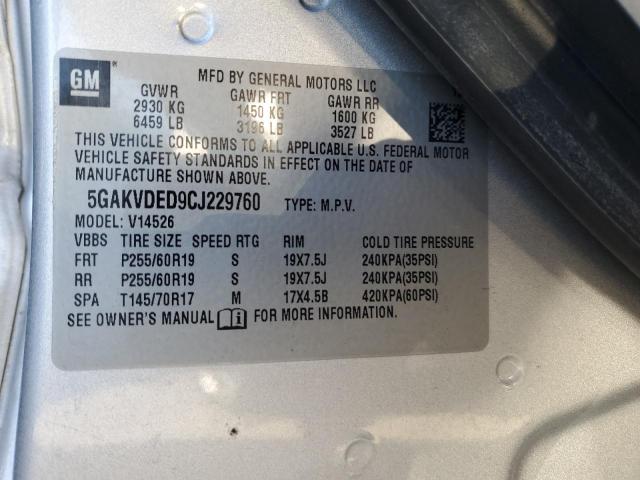 GM
MFD BY GENERAL MOTORS LLC
GVWR GAWR FRT GAWR RR
2930 KG 1450 KG 1600 KG
6459 LB 3196 LB 3527 LB
THIS VEHICLE CONFORMS TO ALL APPLICABLE U.S. FEDERAL MOTOR
VEHICLE SAFETY STANDARDS IN EFFECT ON THE DATE OF
MANUFACTURE SHOWN ABOVE.
5GAKVDED9CJ229760 TYPE: M.P.V.
MODEL: V14526
VBBS TIRE SIZE SPEED RTG RIM COLD TIRE PRESSURE
FRT P255/60R19 S 19X7.5J 240KPA(35PSI)
RR P255/60R19 S 19X7.5J 240KPA(35PSI)
SPA T145/70R17 M 17X4.5B 420KPA(60PSI)
SEE OWNER'S MANUAL FOR MORE INFORMATION.